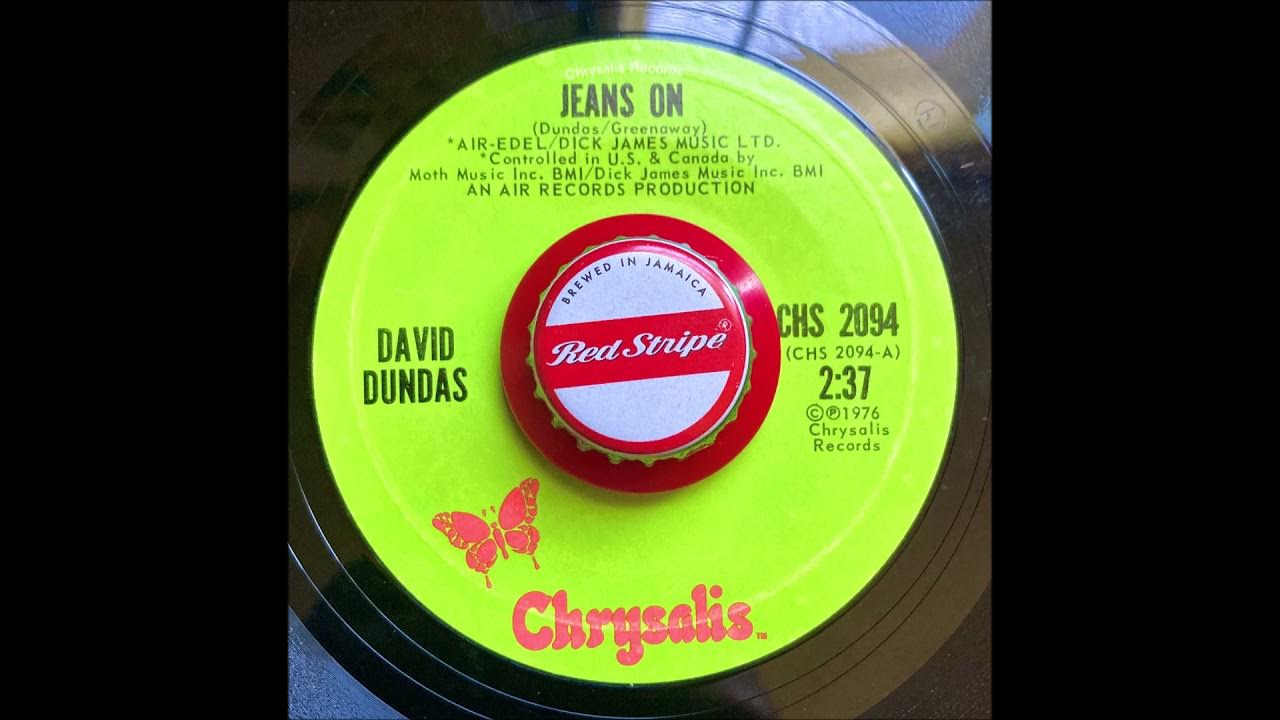 Chrysalis Records
JEANS ON
(Dundas/Greenaway)
*AIR-EDEL/DICK JAMES MUSIC LTD.
*Controlled in U.S. & Canada by
Moth Music Inc. BMI/Dick James Music Inc. BMI
AN AIR RECORDS PRODUCTION
BREWED IN JAMAICA
Red Stripe®
DAVID
DUNDAS
CHS 2094
(CHS 2094-A)
2:37
©℗1976
Chrysalis
Records
Chrysalis™